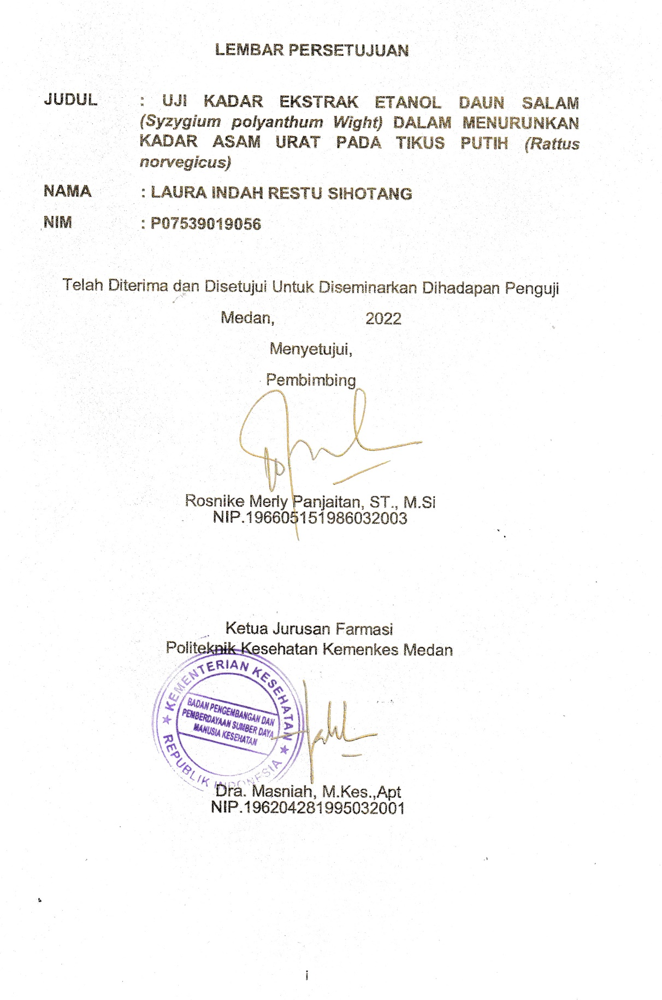 LEMBAR PERSETUJUAN
JUDUL : UJI KADAR EKSTRAK ETANOL DAUN SALAM
(Syzygium polyanthum Wight) DALAM MENURUNKAN
KADAR ASAM URAT PADA TIKUS PUTIH (Rattus
norvegicus)
NAMA : LAURA INDAH RESTU SIHOTANG
NIM : P07539019056
Telah Diterima dan Disetujui Untuk Diseminarkan Dihadapan Penguji
Medan, 2022
Menyetujui,
Pembimbing
Rosnike Merly Panjaitan, ST., M.Si
NIP.196605151986032003
Ketua Jurusan Farmasi
Politeknik Kesehatan Kemenkes Medan
KEMENTERIAN KESEHATAN
BADAN PENGEMBANGAN DAN
PEMBERDAYAAN SUMBER DAYA
MANUSIA KESEHATAN
REPUBLIK INDONESIA
Dra. Masniah, M.Kes.,Apt
NIP.196204281995032001
i